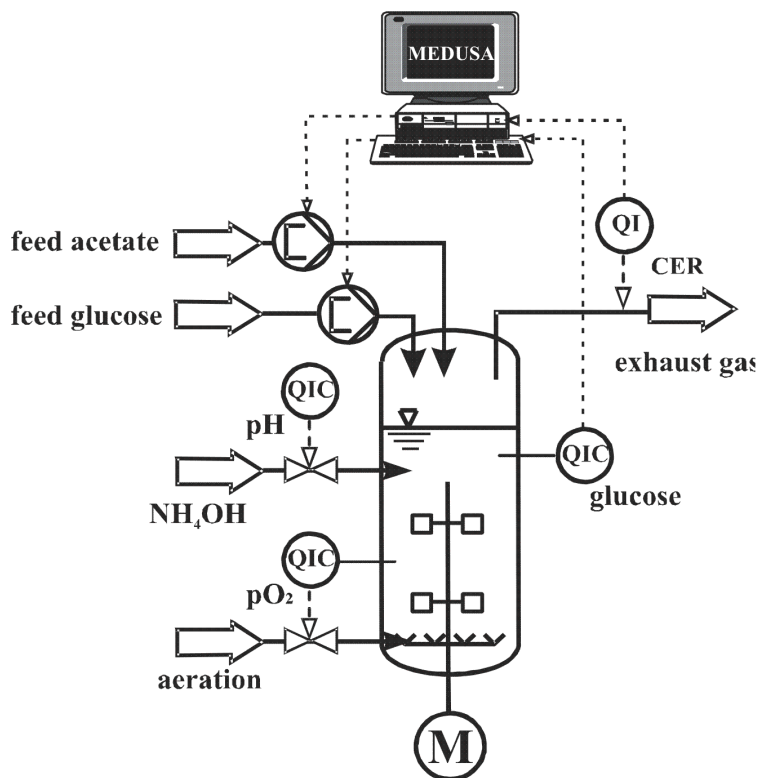 MEDUSA
QI
feed acetate
CER
feed glucose
exhaust gas
QIC
pH
QIC
glucose
NH₄OH
QIC
pO₂
aeration
M